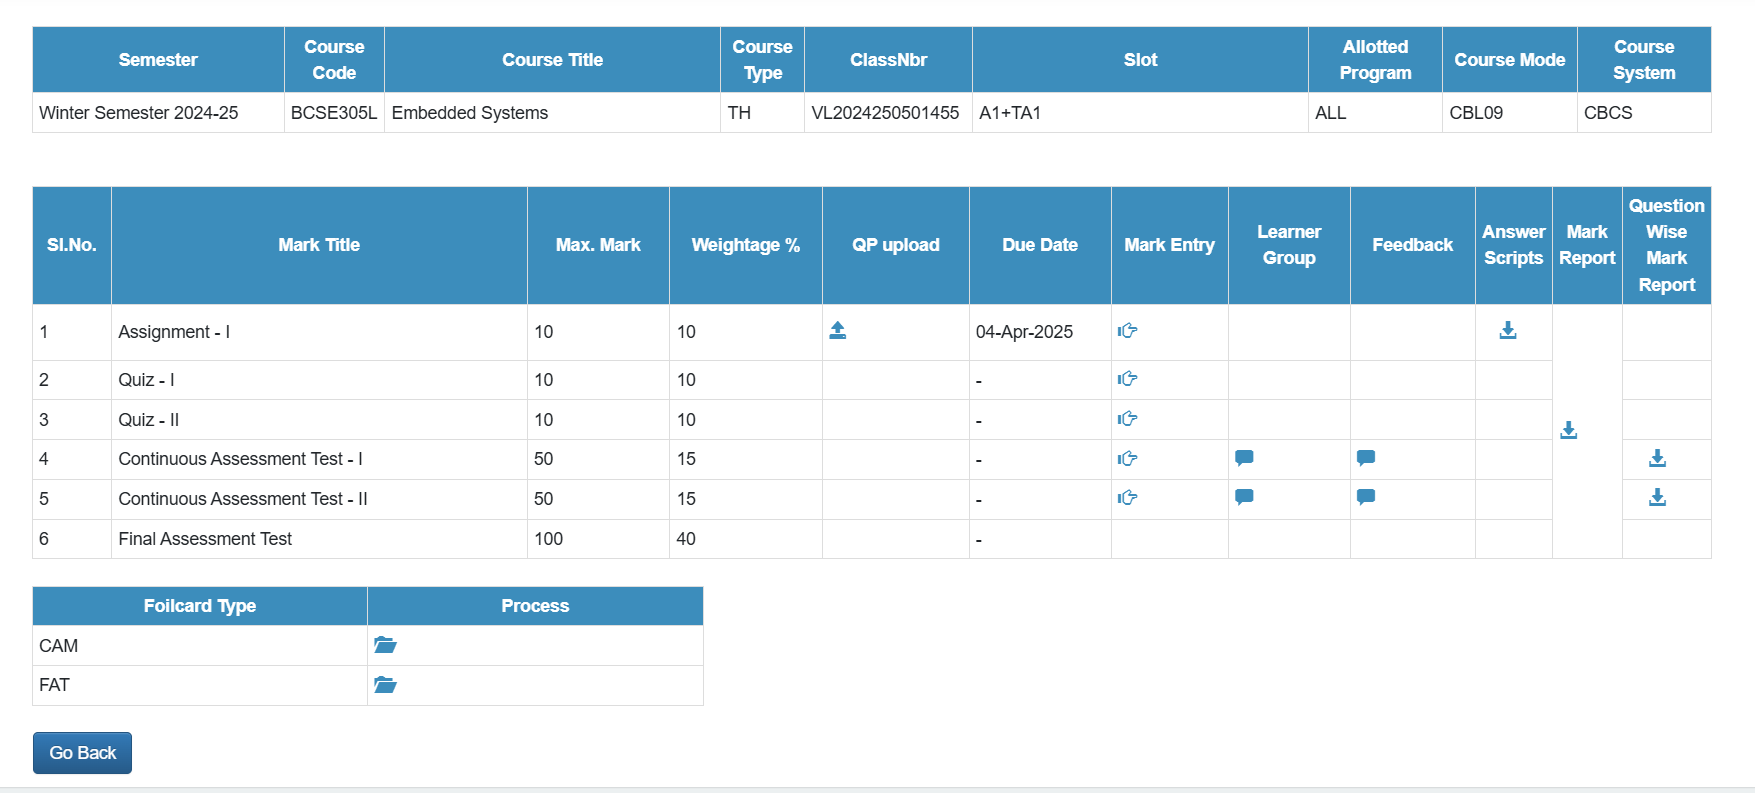 Semester Course Code Course Title Course Type ClassNbr Slot Allotted Program Course Mode Course System
Winter Semester 2024-25 BCSE305L Embedded Systems TH VL2024250501455 A1+TA1 ALL CBL09 CBCS
Sl.No. Mark Title Max. Mark Weightage % QP upload Due Date Mark Entry Learner Group Feedback Answer Scripts Mark Report Question Wise Mark Report
1 Assignment - I 10 10 04-Apr-2025
2 Quiz - I 10 10 -
3 Quiz - II 10 10 -
4 Continuous Assessment Test - I 50 15 -
5 Continuous Assessment Test - II 50 15 -
6 Final Assessment Test 100 40 -
Foilcard Type Process
CAM
FAT
Go Back